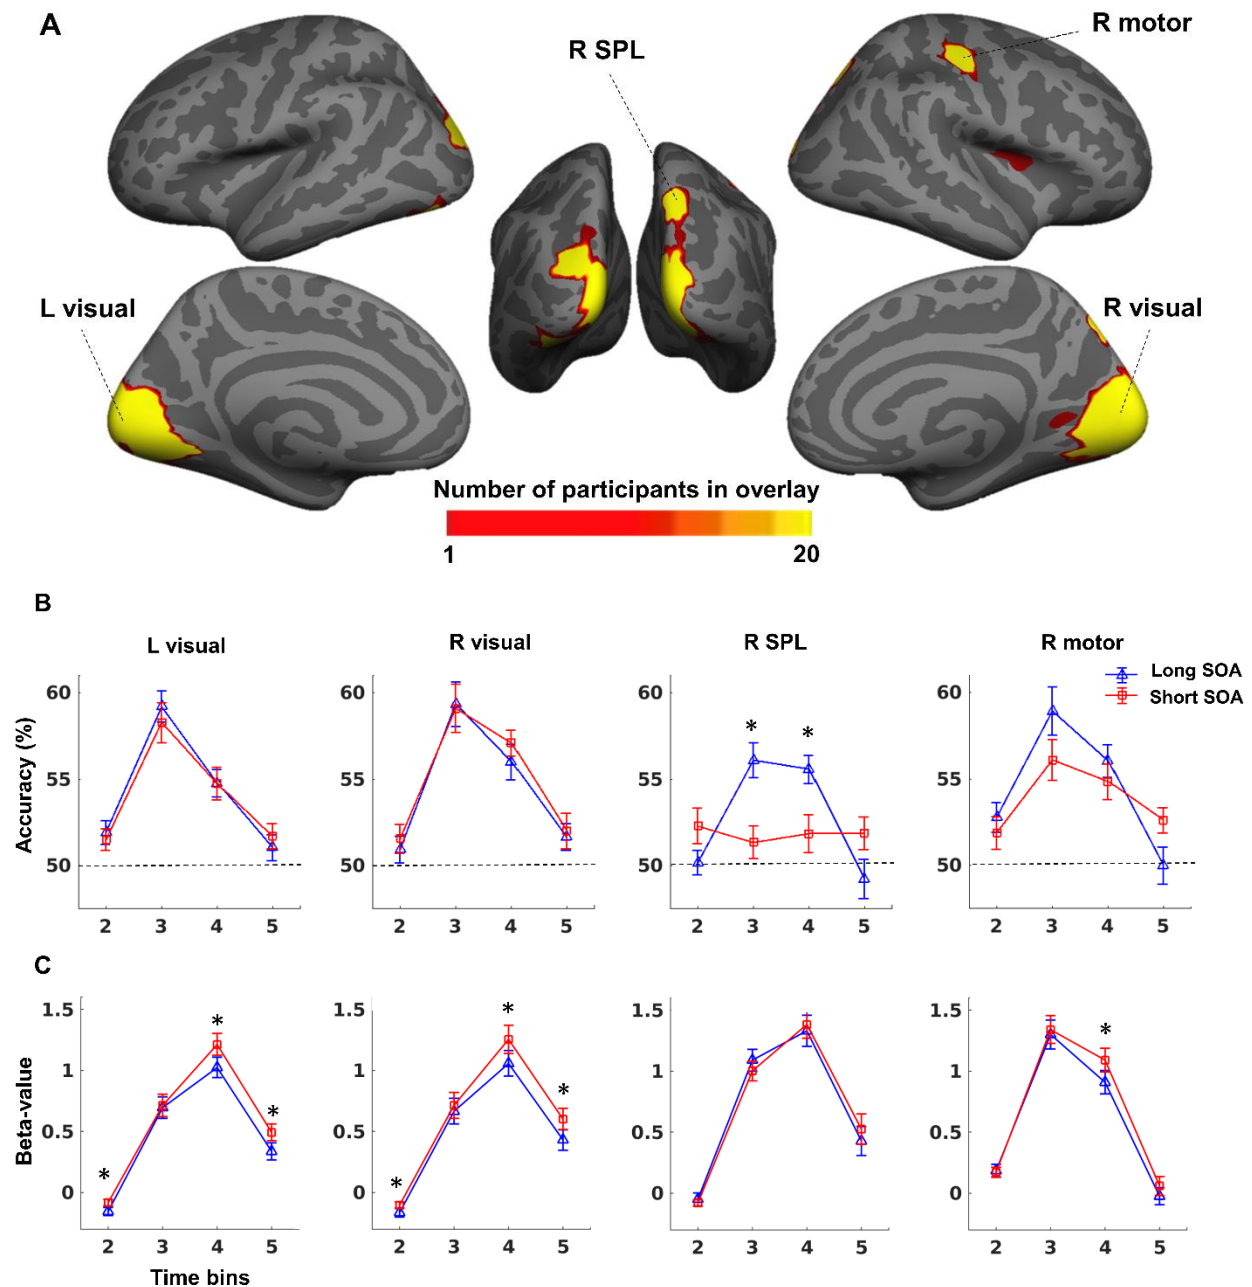 A
R SPL
R motor
L visual
R visual
Number of participants in overlay
1 20
B
L visual R visual R SPL R motor
Long SOA
Short SOA
Accuracy (%)
60 60 60 60
55 55 55 55
50 50 50 50
* *
2 3 4 5 2 3 4 5 2 3 4 5 2 3 4 5
C
Beta-value
1.5 1.5 1.5 1.5
1 1 1 1
0.5 0.5 0.5 0.5
0 0 0 0
* * * * * * *
2 3 4 5 2 3 4 5 2 3 4 5 2 3 4 5
Time bins